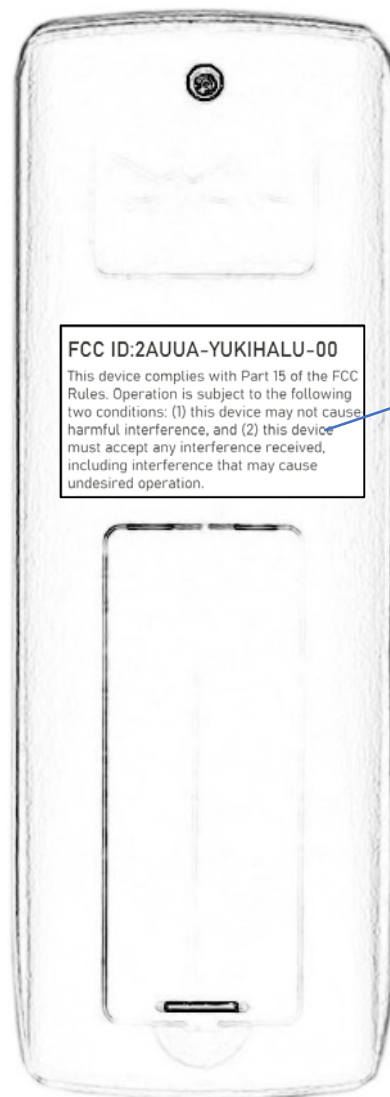 FCC ID:2AUUA-YUKIHALU-00
This device complies with Part 15 of the FCC
Rules. Operation is subject to the following
two conditions: (1) this device may not cause
harmful interference, and (2) this device
must accept any interference received,
including interference that may cause
undesired operation.